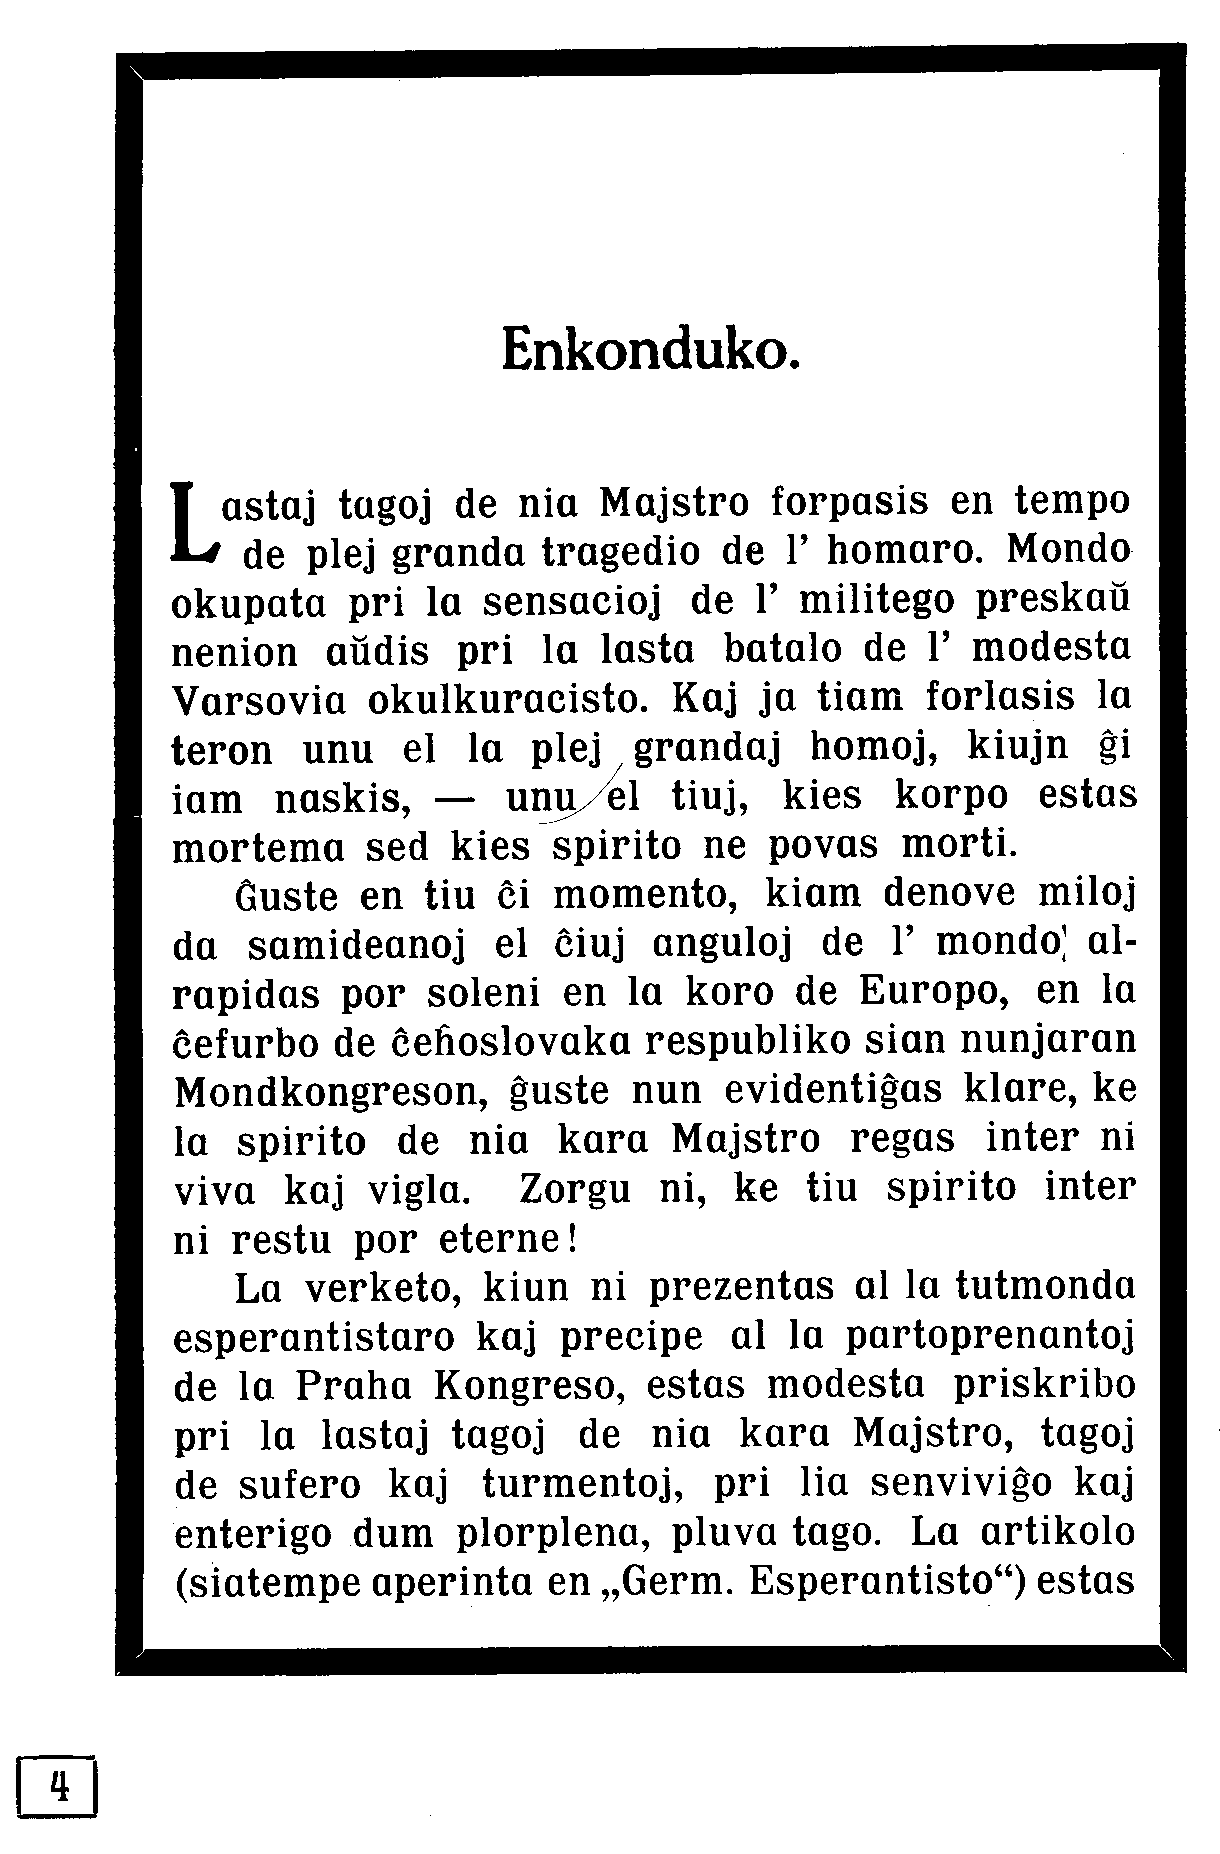 Enkonduko.
Lastaj tagoj de nia Majstro forpasis en tempo
de plej granda tragedio de l’ homaro. Mondo
okupata pri la sensacioj de l’ militego preskaŭ
nenion aŭdis pri la lasta batalo de l’ modesta
Varsovia okulkuracisto. Kaj ja tiam forlasis la
teron unu el la plej grandaj homoj, kiujn ĝi
iam naskis, — unu el tiuj, kies korpo estas
mortema sed kies spirito ne povas morti.
Ĝuste en tiu ĉi momento, kiam denove miloj
da samideanoj el ĉiuj anguloj de l’ mondo al-
rapidas por soleni en la koro de Europo, en la
ĉefurbo de ĉeĥoslovaka respubliko sian nunjaran
Mondkongreson, ĝuste nun evidentiĝas klare, ke
la spirito de nia kara Majstro regas inter ni
viva kaj vigla. Zorgu ni, ke tiu spirito inter
ni restu por eterne!
La verketo, kiun ni prezentas al la tutmonda
esperantistaro kaj precipe al la partoprenantoj
de la Praha Kongreso, estas modesta priskribo
pri la lastaj tagoj de nia kara Majstro, tagoj
de sufero kaj turmentoj, pri lia senviviĝo kaj
enterigo dum plorplena, pluva tago. La artikolo
(siatempe aperinta en „Germ. Esperantisto“) estas
4